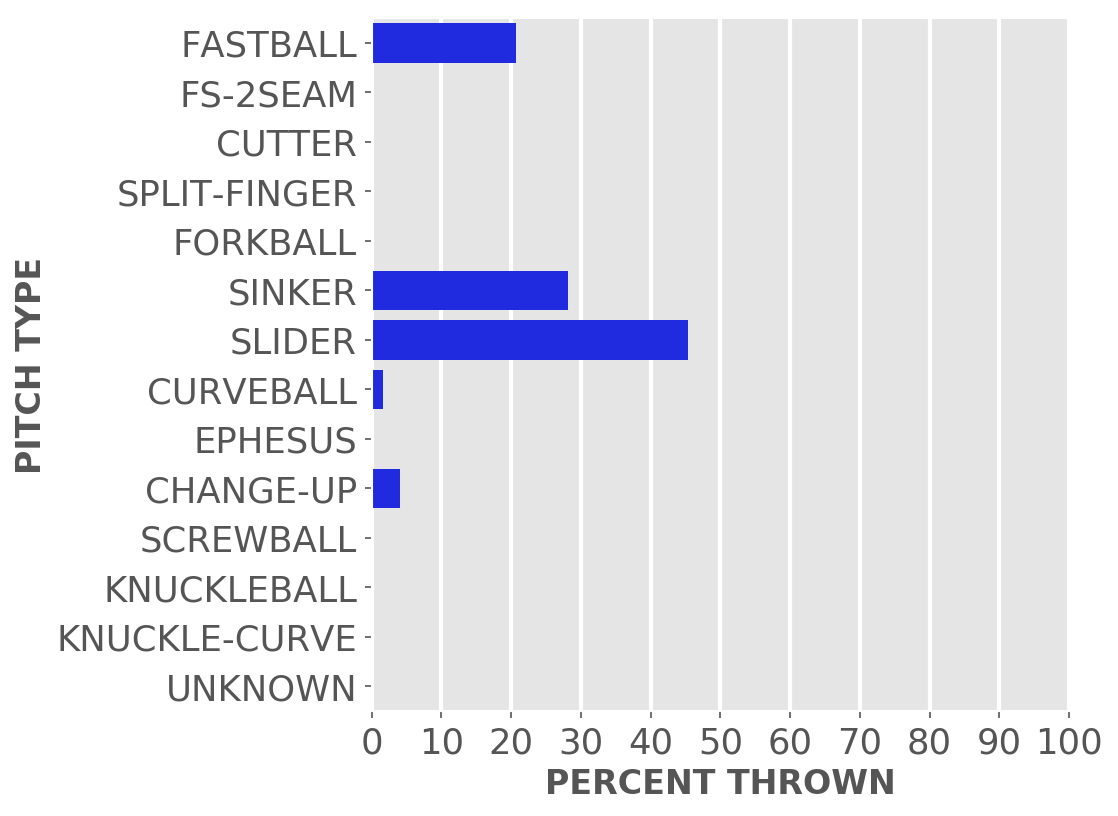 FASTBALL
FS-2SEAM
CUTTER
SPLIT-FINGER
FORKBALL
SINKER
SLIDER
CURVEBALL
EPHESUS
CHANGE-UP
SCREWBALL
KNUCKLEBALL
KNUCKLE-CURVE
UNKNOWN
PITCH TYPE
0 10 20 30 40 50 60 70 80 90 100
PERCENT THROWN